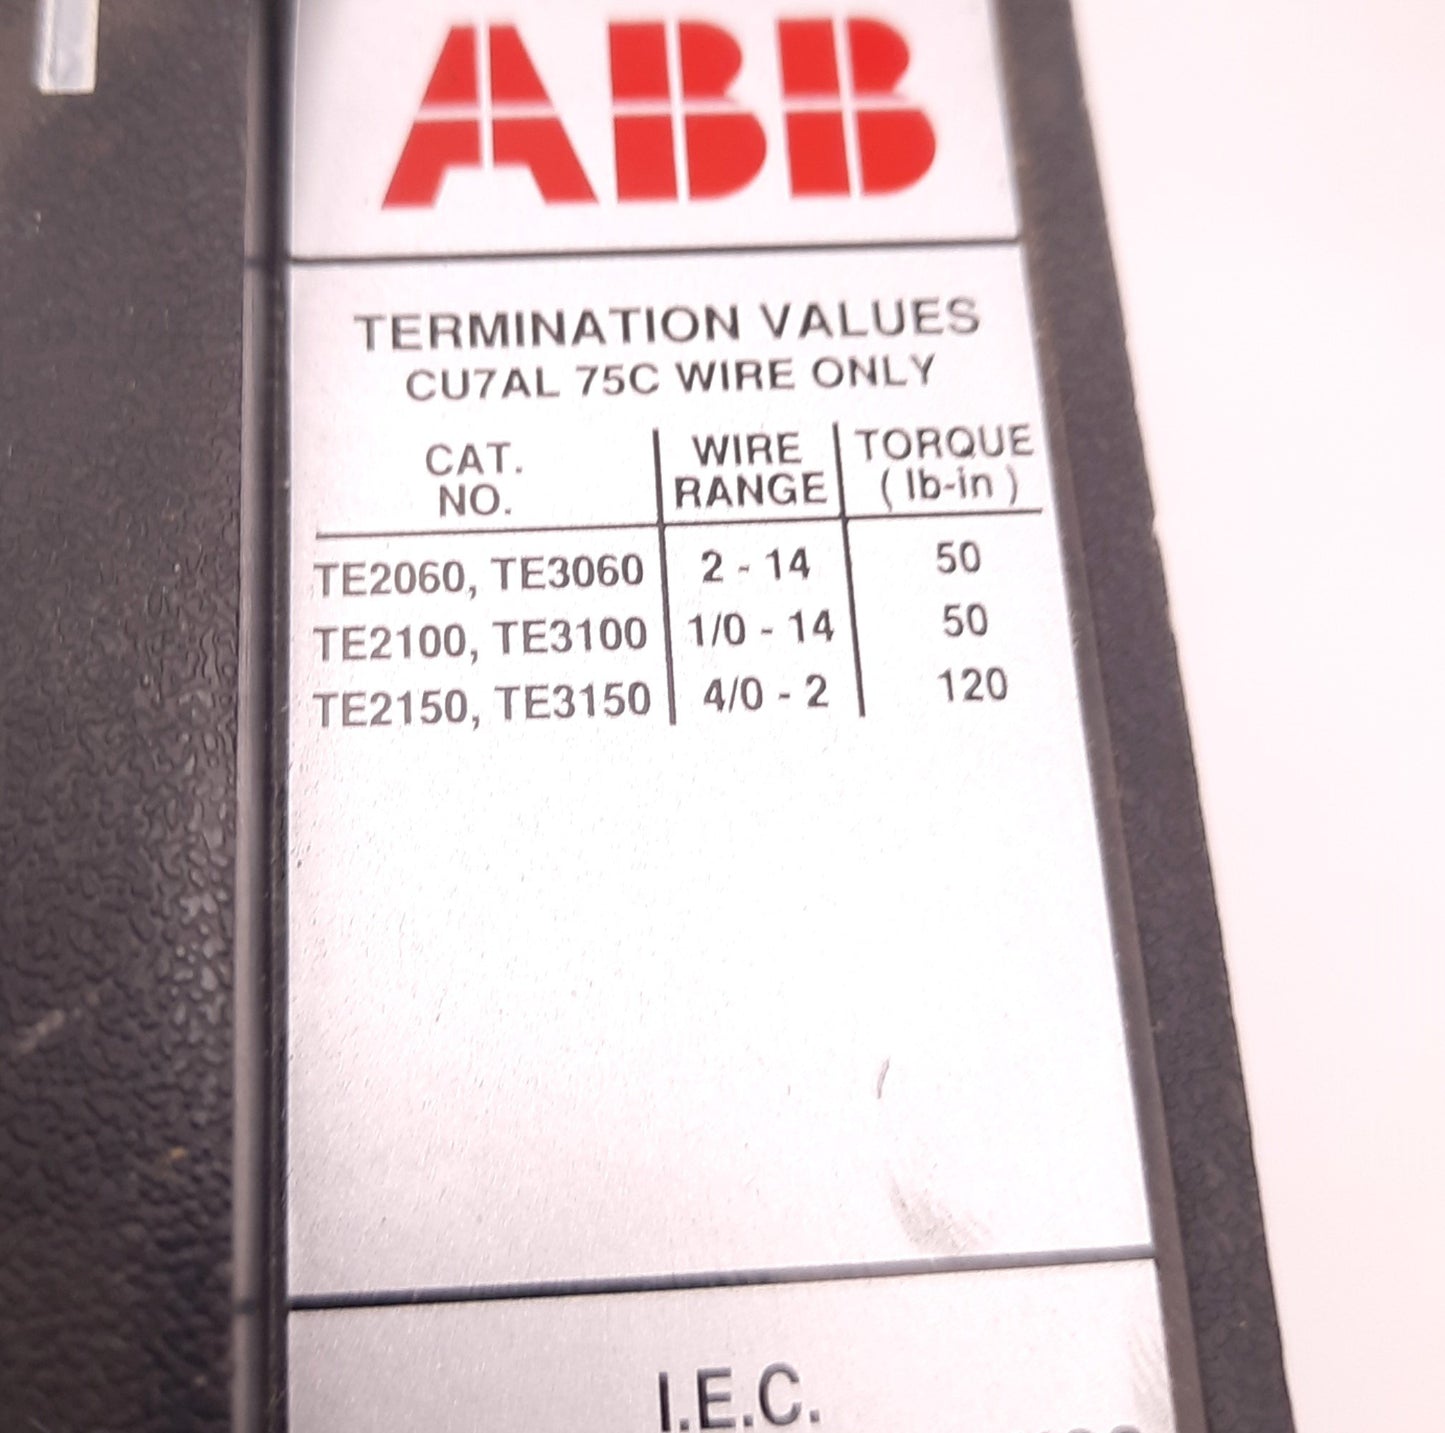 ABB
TERMINATION VALUES
CU7AL 75C WIRE ONLY
CAT. NO. WIRE RANGE TORQUE (lb-in)
TE2060, TE3060 2 - 14 50
TE2100, TE3100 1/0 - 14 50
TE2150, TE3150 4/0 - 2 120
I.E.C.